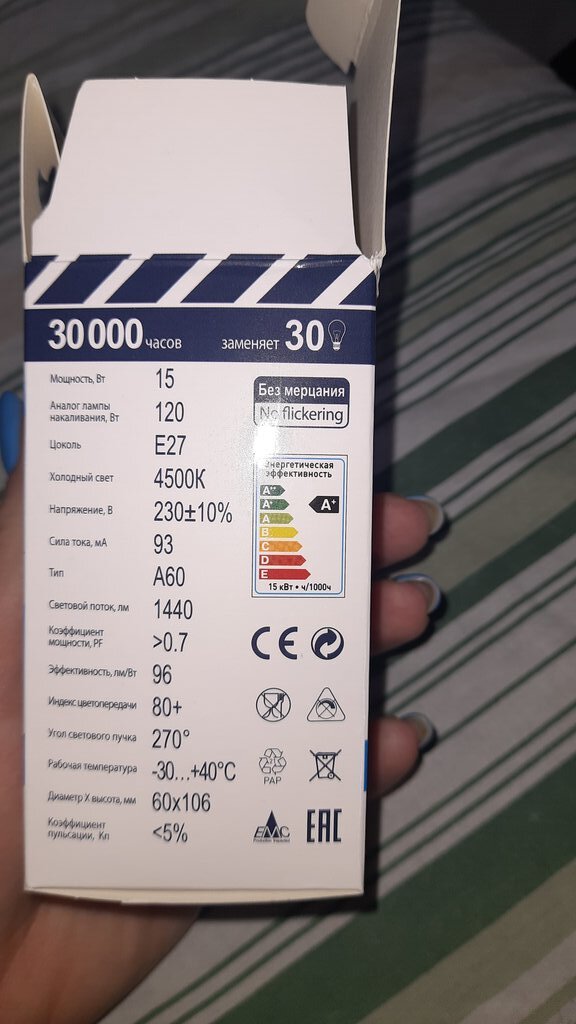 30 000 часов заменяет 30
Мощность, Вт 15
Аналог лампы
накаливания, Вт 120
Цоколь E27
Холодный свет 4500К
Напряжение, В 230±10%
Сила тока, мА 93
Тип A60
Световой поток, лм 1440
Коэффициент
мощности, PF >0.7
Эффективность, лм/Вт 96
Индекс цветопередачи 80+
Угол светового пучка 270°
Рабочая температура -30...+40°C
Диаметр X высота, мм 60x106
Коэффициент
пульсации, Кп <5%
Без мерцания
No flickering
Энергетическая
эффективность
A++
A+ A+
A
B
C
D
E
15 кВт • ч/1000ч
CE
PAP
EMC
EAC